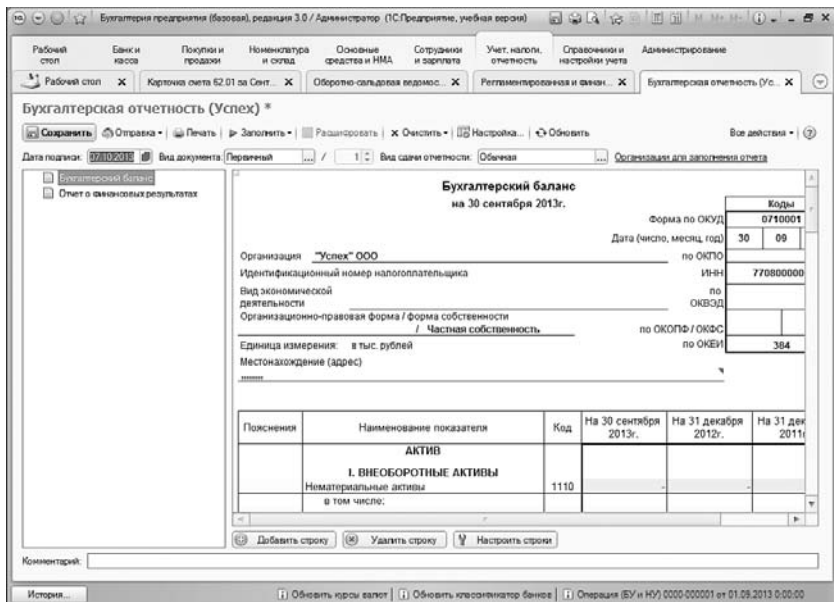 Бухгалтерия предприятия (базовая), редакция 3.0 / Администратор (1С:Предприятие, учебная версия) M M+ M-
Рабочий стол Банк и касса Покупки и продажи Номенклатура и склад Основные средства и НМА Сотрудники и зарплата Учет, налоги, отчетность Справочники и настройки учета Администрирование
Рабочий стол Карточка счета 62.01 за Сент... Оборотно-сальдовая ведомос... Регламентированная и финан... Бухгалтерская отчетность (Ус...
Бухгалтерская отчетность (Успех) *
Сохранить Отправка Печать Заполнить Расшифровать Очистить Настройка... Обновить Все действия
Дата подписи: 07.10.2013 Вид документа: Первичный ... / 1 Вид сдачи отчетности: Обычная ... Организации для заполнения отчета
Бухгалтерский баланс
Отчет о финансовых результатах
Бухгалтерский баланс
на 30 сентября 2013г.
Коды
Форма по ОКУД 0710001
Дата (число, месяц, год) 30 09
Организация "Успех" ООО по ОКПО
Идентификационный номер налогоплательщика ИНН 770800000
Вид экономической деятельности по ОКВЭД
Организационно-правовая форма / форма собственности
/ Частная собственность по ОКОПФ / ОКФС
Единица измерения: в тыс. рублей по ОКЕИ 384
Местонахождение (адрес)
,,,,,,,,
Пояснения Наименование показателя Код На 30 сентября 2013г. На 31 декабря 2012г. На 31 дек 2011
АКТИВ
I. ВНЕОБОРОТНЫЕ АКТИВЫ
Нематериальные активы 1110 - -
в том числе:
Добавить строку Удалить строку Настроить строки
Комментарий:
История... Обновить курсы валют Обновить классификатор банков Операция (БУ и НУ) 0000-000001 от 01.09.2013 0:00:00